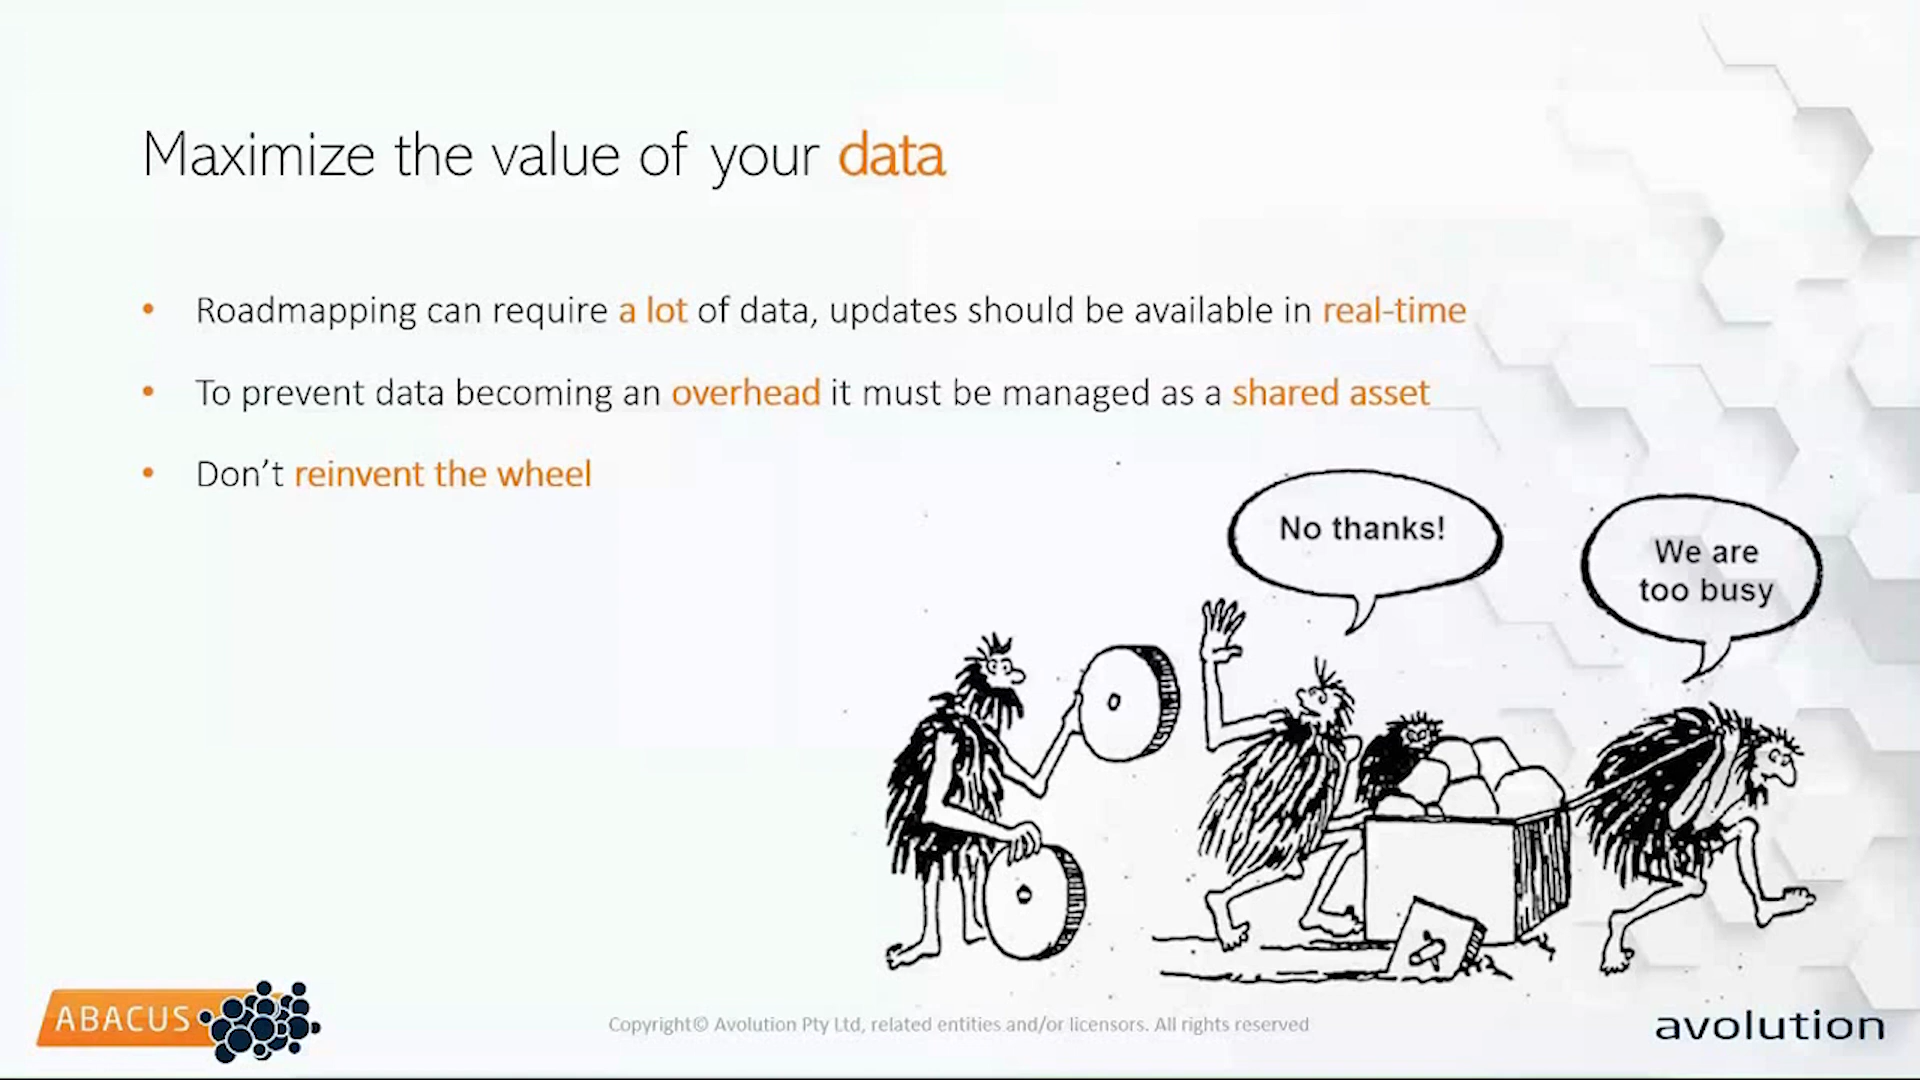 Maximize the value of your data
• Roadmapping can require a lot of data, updates should be available in real-time
• To prevent data becoming an overhead it must be managed as a shared asset
• Don’t reinvent the wheel
No thanks!
We are
too busy
ABACUS
Copyright© Avolution Pty Ltd, related entities and/or licensors. All rights reserved
avolution